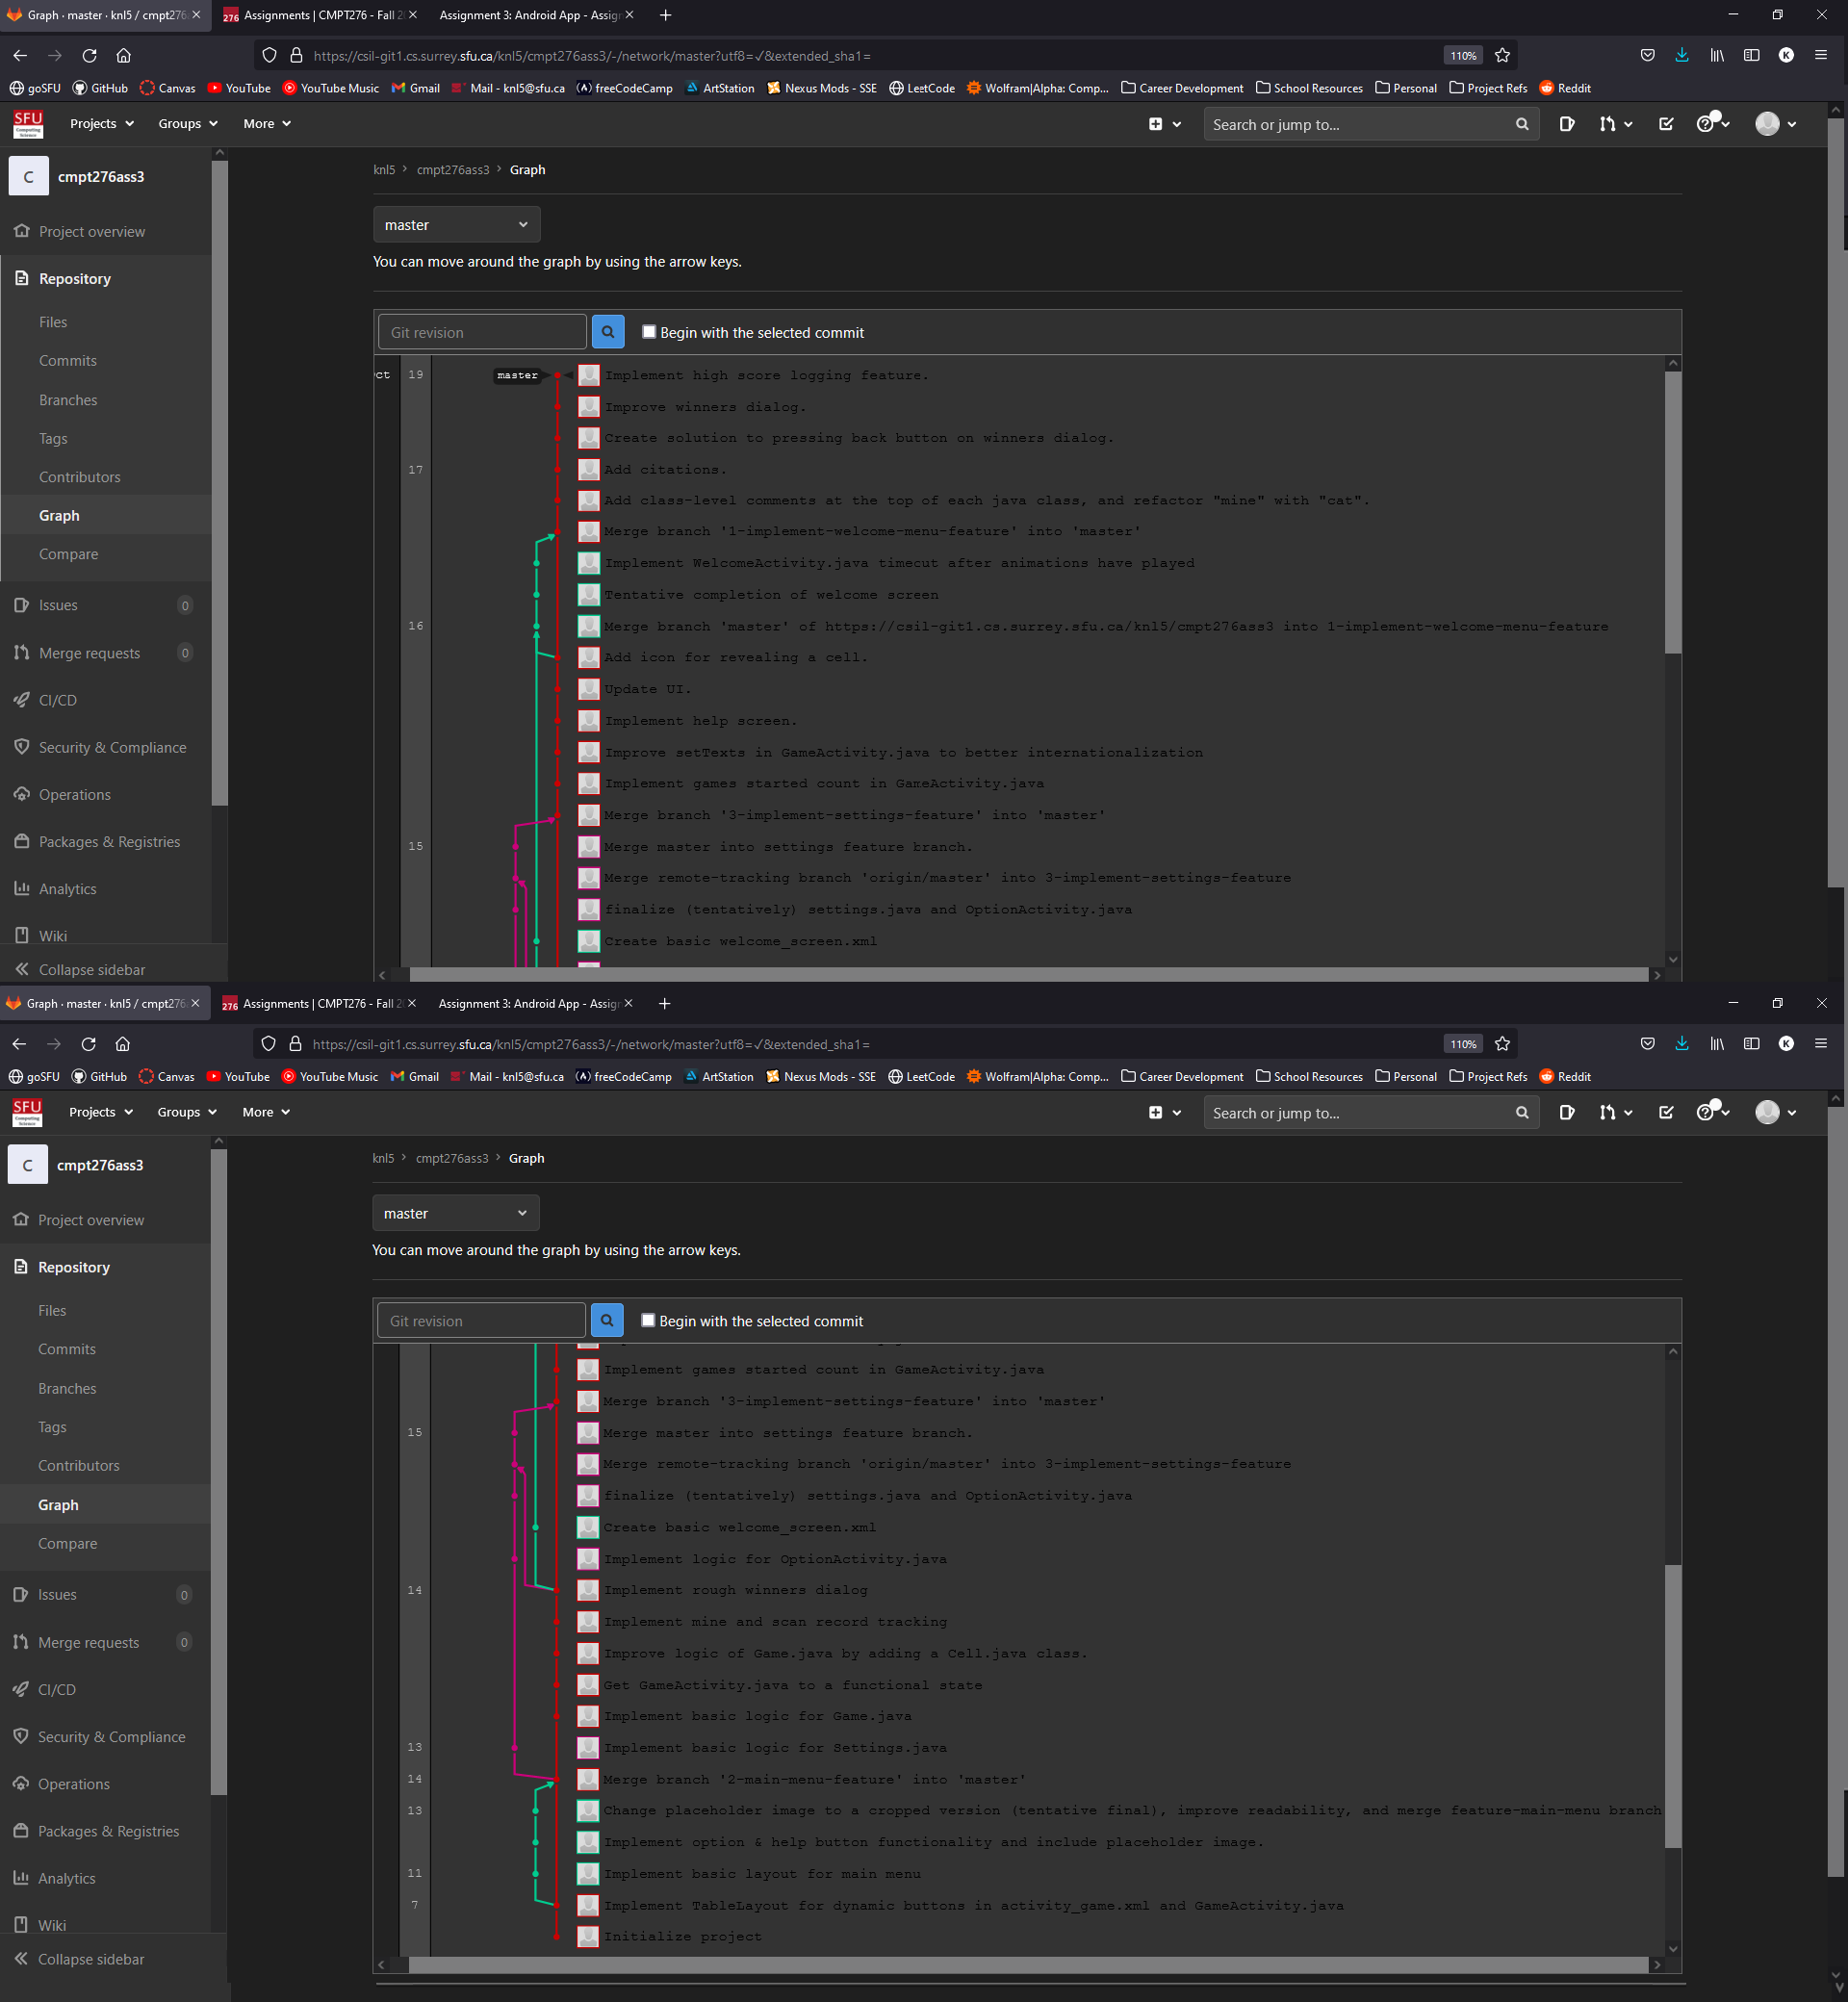 Graph · master · knl5 / cmpt276
Assignments | CMPT276 - Fall 2
Assignment 3: Android App - Assig
https://csil-git1.cs.surrey.sfu.ca/knl5/cmpt276ass3/-/network/master?utf8=✓&extended_sha1=
110%
goSFU GitHub Canvas YouTube YouTube Music Gmail Mail - knl5@sfu.ca freeCodeCamp ArtStation Nexus Mods - SSE LeetCode Wolfram|Alpha: Comp... Career Development School Resources Personal Project Refs Reddit
SFU Computing Science Projects Groups More Search or jump to...
C cmpt276ass3
Project overview
Repository
Files
Commits
Branches
Tags
Contributors
Graph
Compare
Issues 0
Merge requests 0
CI/CD
Security & Compliance
Operations
Packages & Registries
Analytics
Wiki
Collapse sidebar
knl5 > cmpt276ass3 > Graph
master
You can move around the graph by using the arrow keys.
Git revision Begin with the selected commit
ct 19 master Implement high score logging feature.
Improve winners dialog.
Create solution to pressing back button on winners dialog.
17 Add citations.
Add class-level comments at the top of each java class, and refactor "mine" with "cat".
Merge branch '1-implement-welcome-menu-feature' into 'master'
Implement WelcomeActivity.java timeout after animations have played
Tentative completion of welcome screen
16 Merge branch 'master' of https://csil-git1.cs.surrey.sfu.ca/knl5/cmpt276ass3 into 1-implement-welcome-menu-feature
Add icon for revealing a cell.
Update UI.
Implement help screen.
Improve setTexts in GameActivity.java to better internationalization
Implement games started count in GameActivity.java
Merge branch '3-implement-settings-feature' into 'master'
15 Merge master into settings feature branch.
Merge remote-tracking branch 'origin/master' into 3-implement-settings-feature
finalize (tentatively) settings.java and OptionActivity.java
Create basic welcome_screen.xml
Graph · master · knl5 / cmpt276
Assignments | CMPT276 - Fall 2
Assignment 3: Android App - Assig
https://csil-git1.cs.surrey.sfu.ca/knl5/cmpt276ass3/-/network/master?utf8=✓&extended_sha1=
110%
goSFU GitHub Canvas YouTube YouTube Music Gmail Mail - knl5@sfu.ca freeCodeCamp ArtStation Nexus Mods - SSE LeetCode Wolfram|Alpha: Comp... Career Development School Resources Personal Project Refs Reddit
SFU Computing Science Projects Groups More Search or jump to...
C cmpt276ass3
Project overview
Repository
Files
Commits
Branches
Tags
Contributors
Graph
Compare
Issues 0
Merge requests 0
CI/CD
Security & Compliance
Operations
Packages & Registries
Analytics
Wiki
Collapse sidebar
knl5 > cmpt276ass3 > Graph
master
You can move around the graph by using the arrow keys.
Git revision Begin with the selected commit
Implement games started count in GameActivity.java
Merge branch '3-implement-settings-feature' into 'master'
15 Merge master into settings feature branch.
Merge remote-tracking branch 'origin/master' into 3-implement-settings-feature
finalize (tentatively) settings.java and OptionActivity.java
Create basic welcome_screen.xml
Implement logic for OptionActivity.java
14 Implement rough winners dialog
Implement mine and scan record tracking
Improve logic of Game.java by adding a Cell.java class.
Get GameActivity.java to a functional state
Implement basic logic for Game.java
13 Implement basic logic for Settings.java
14 Merge branch '2-main-menu-feature' into 'master'
13 Change placeholder image to a cropped version (tentative final), improve readability, and merge feature-main-menu branch
Implement option & help button functionality and include placeholder image.
11 Implement basic layout for main menu
7 Implement TableLayout for dynamic buttons in activity_game.xml and GameActivity.java
Initialize project